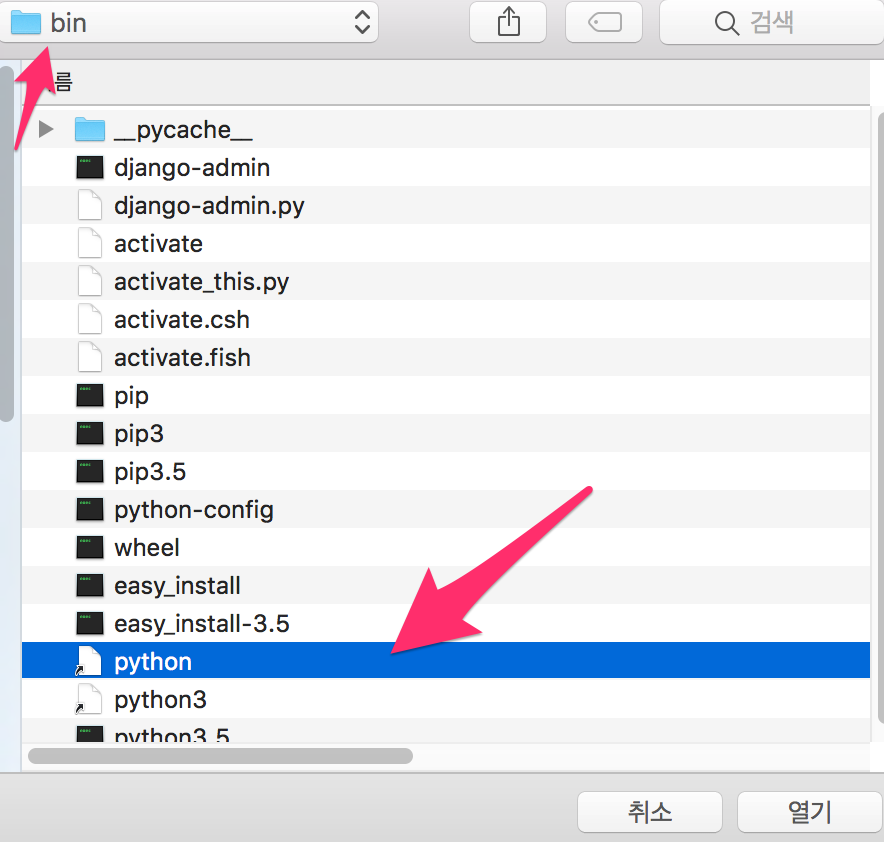 bin
검색
름
__pycache__
django-admin
django-admin.py
activate
activate_this.py
activate.csh
activate.fish
pip
pip3
pip3.5
python-config
wheel
easy_install
easy_install-3.5
python
python3
python3.5
취소
열기